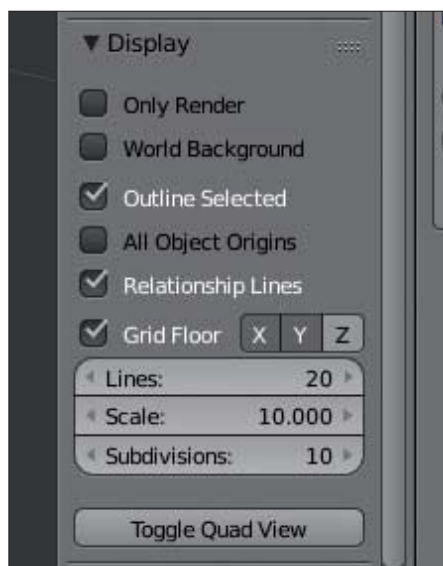 Display
Only Render
World Background
Outline Selected
All Object Origins
Relationship Lines
Grid Floor X Y Z
Lines: 20
Scale: 10.000
Subdivisions: 10
Toggle Quad View